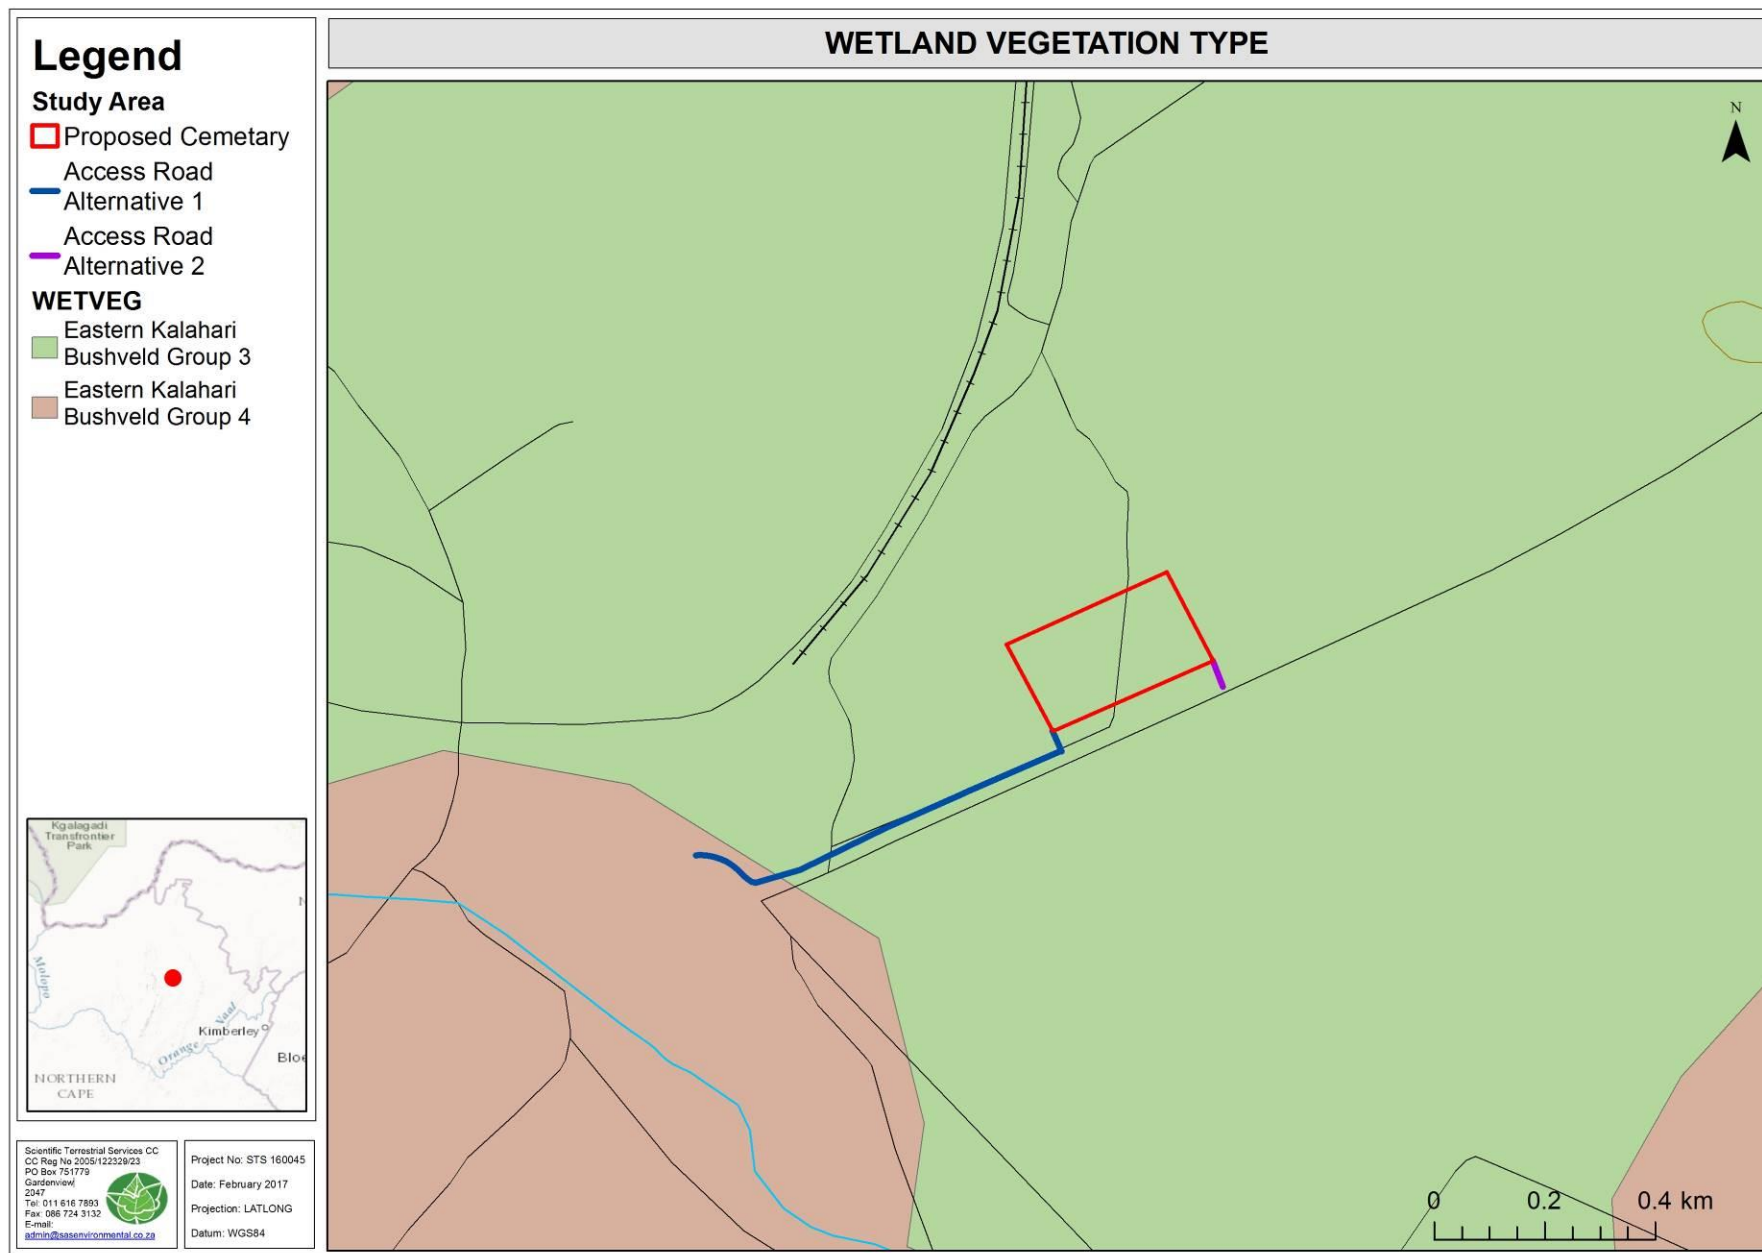 Legend
Study Area
Proposed Cemetary
Access Road
Alternative 1
Access Road
Alternative 2
WETVEG
Eastern Kalahari
Bushveld Group 3
Eastern Kalahari
Bushveld Group 4
WETLAND VEGETATION TYPE
N
0 0.2 0.4 km
Kgalagadi
Transfrontier
Park
Molopo
Vaal
Kimberley
Orange
Bloe
NORTHERN
CAPE
Scientific Terrestrial Services CC
CC Reg No 2005/122329/23
PO Box 751779
Gardenview
2047
Tel: 011 616 7893
Fax: 086 724 3132
E-mail:
admin@sasenvironmental.co.za
Project No: STS 160045
Date: February 2017
Projection: LATLONG
Datum: WGS84